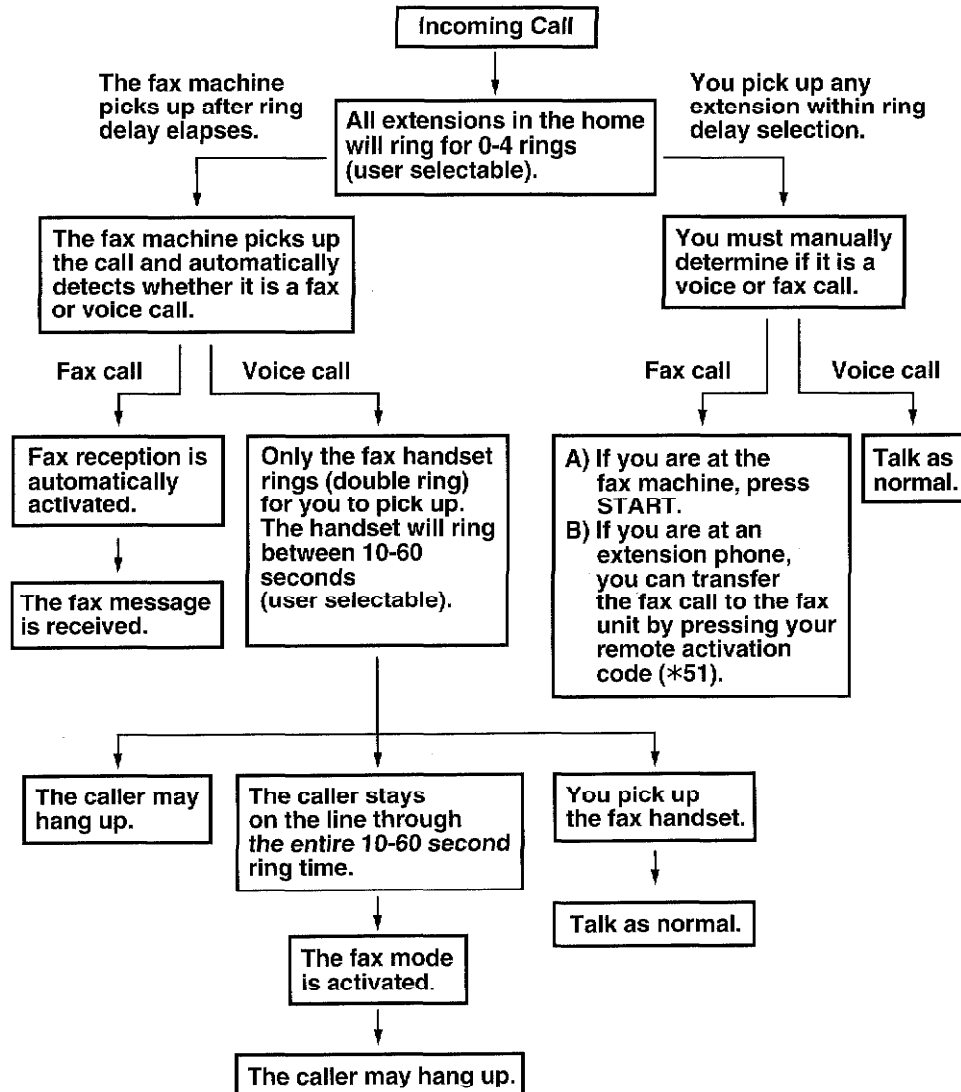 Incoming Call
The fax machine
picks up after ring
delay elapses.
You pick up any
extension within ring
delay selection.
All extensions in the home
will ring for 0-4 rings
(user selectable).
The fax machine picks up
the call and automatically
detects whether it is a fax
or voice call.
You must manually
determine if it is a
voice or fax call.
Fax call
Voice call
Fax call
Voice call
Fax reception is
automatically
activated.
The fax message
is received.
Only the fax handset
rings (double ring)
for you to pick up.
The handset will ring
between 10-60
seconds
(user selectable).
A) If you are at the
fax machine, press
START.
B) If you are at an
extension phone,
you can transfer
the fax call to the fax
unit by pressing your
remote activation
code (*51).
Talk as
normal.
The caller may
hang up.
The caller stays
on the line through
the entire 10-60 second
ring time.
The fax mode
is activated.
The caller may hang up.
You pick up
the fax handset.
Talk as normal.